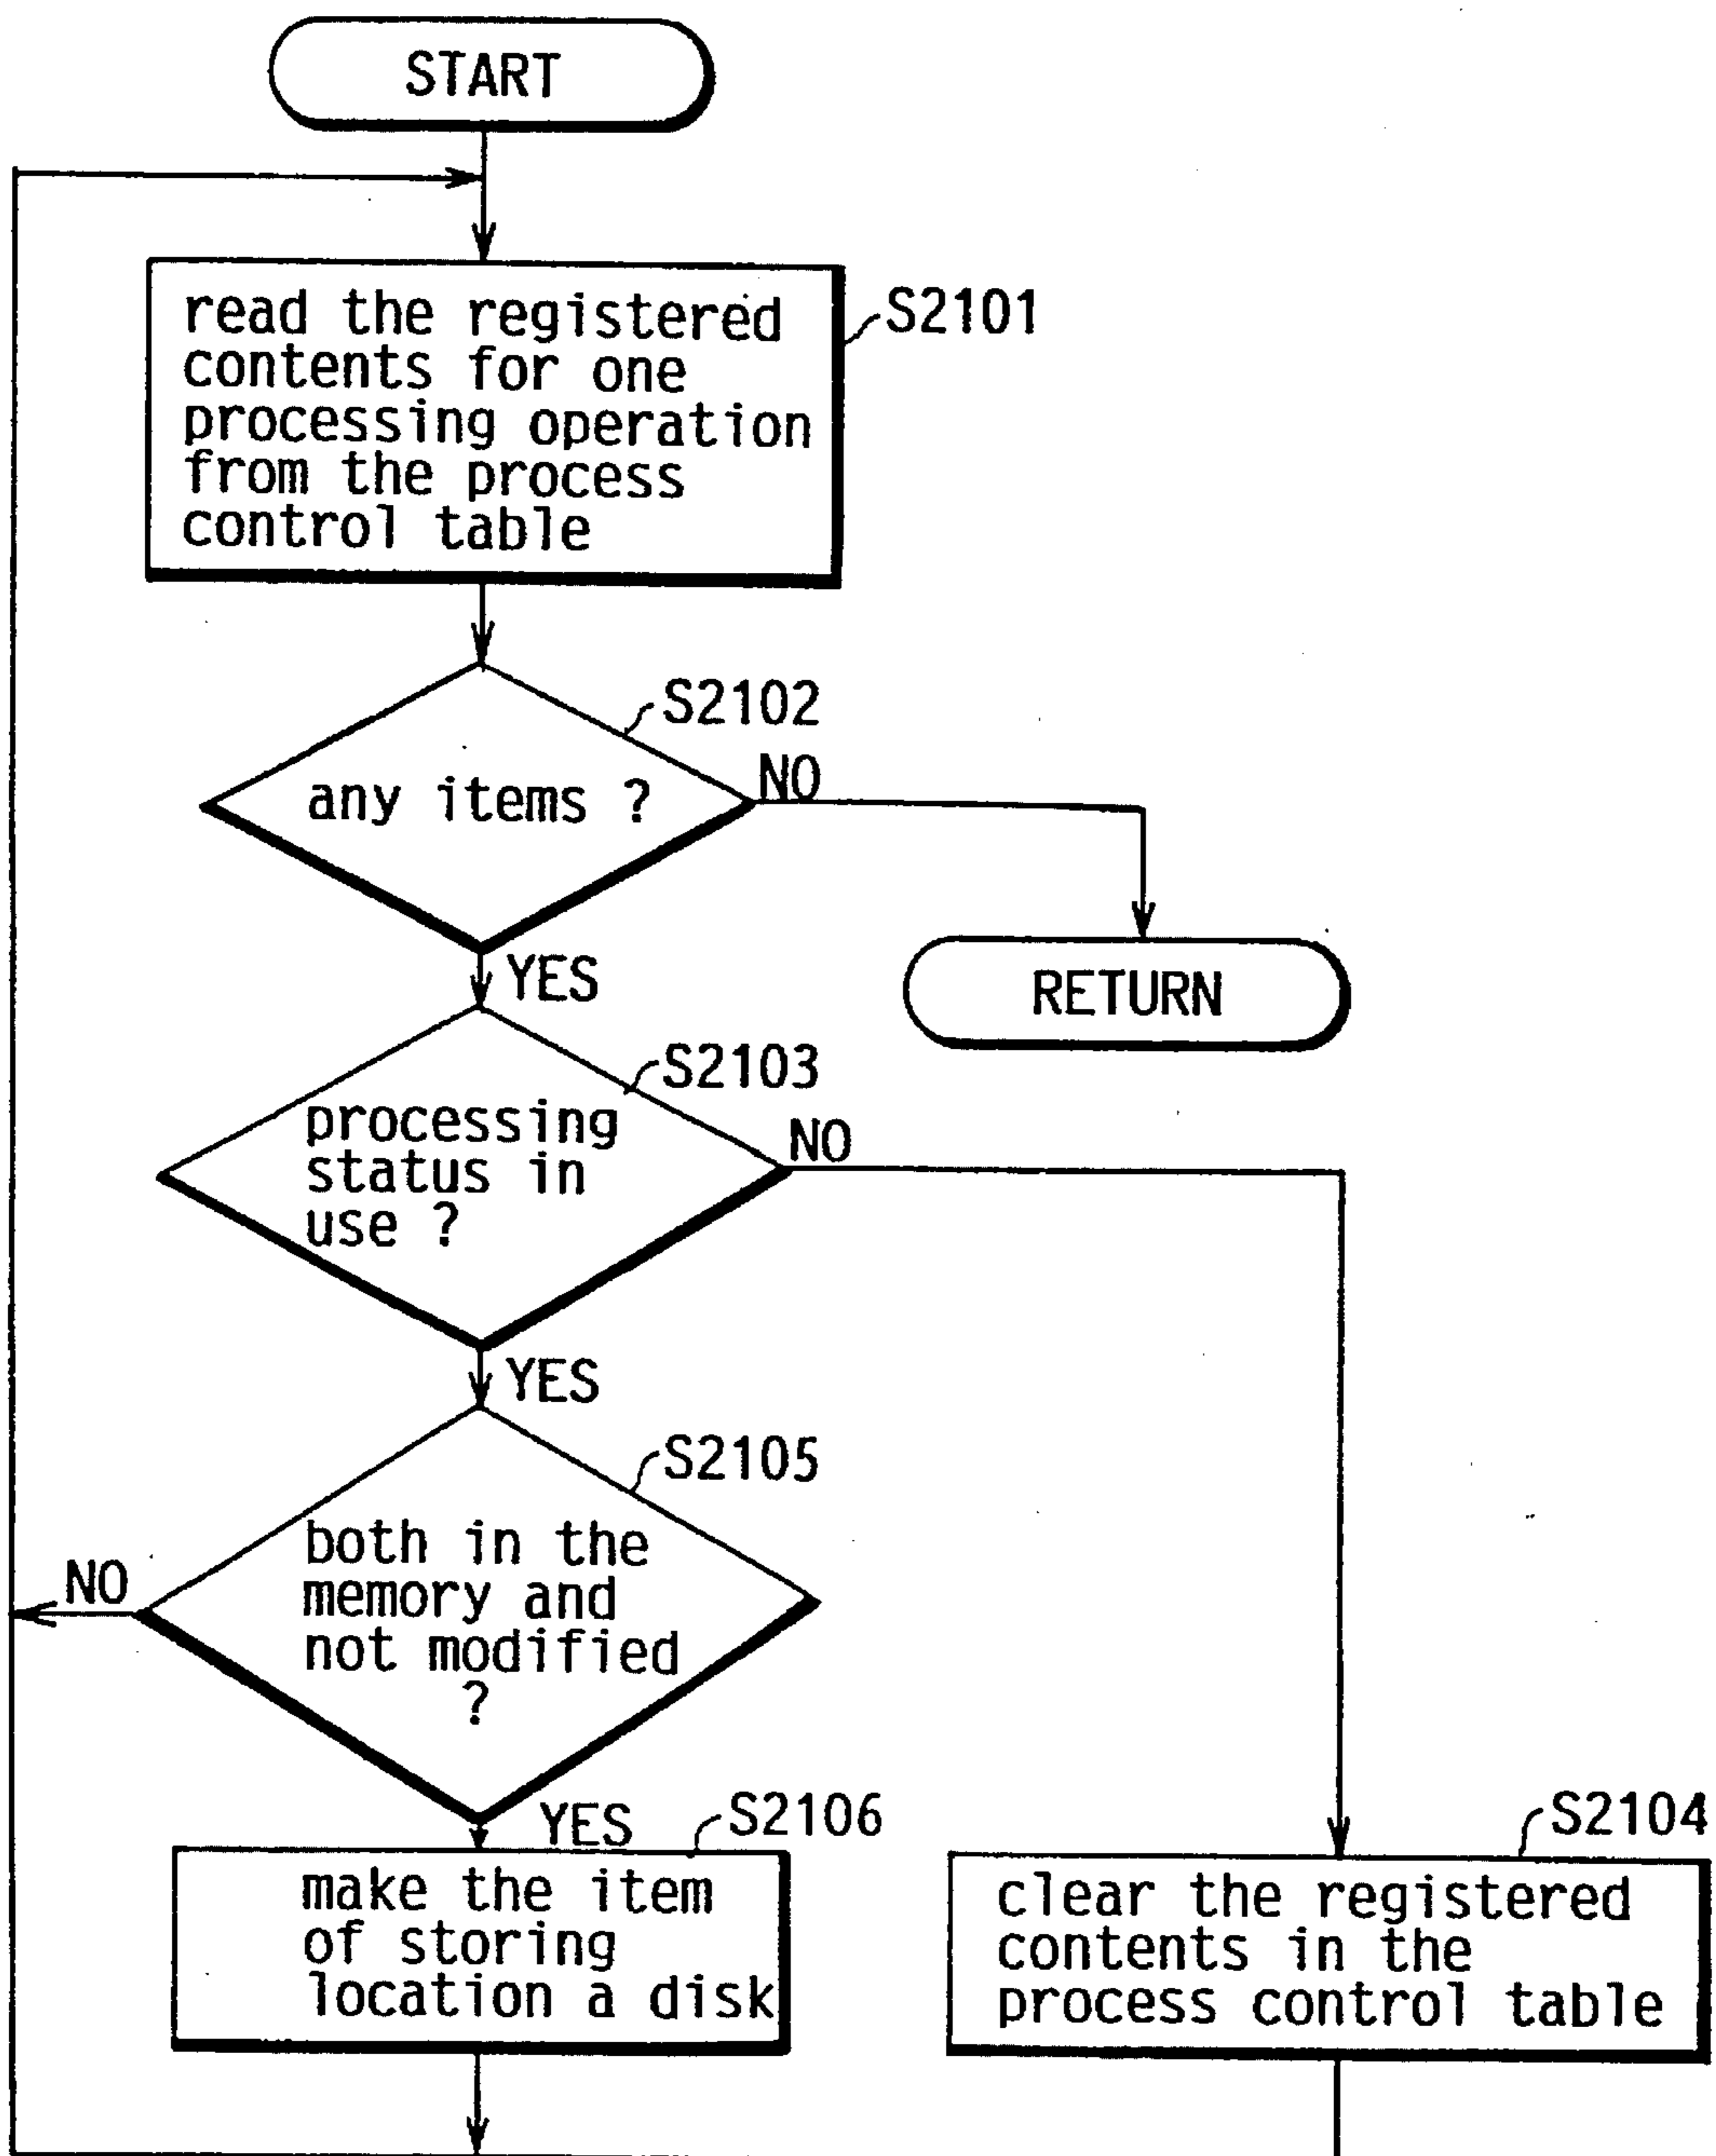 START
read the registered
contents for one
processing operation
from the process
control table
S2101
S2102
any items ?
NO
YES
RETURN
S2103
processing
status in
use ?
NO
YES
S2105
both in the
memory and
not modified
?
NO
YES
S2106
make the item
of storing
location a disk
S2104
clear the registered
contents in the
process control table